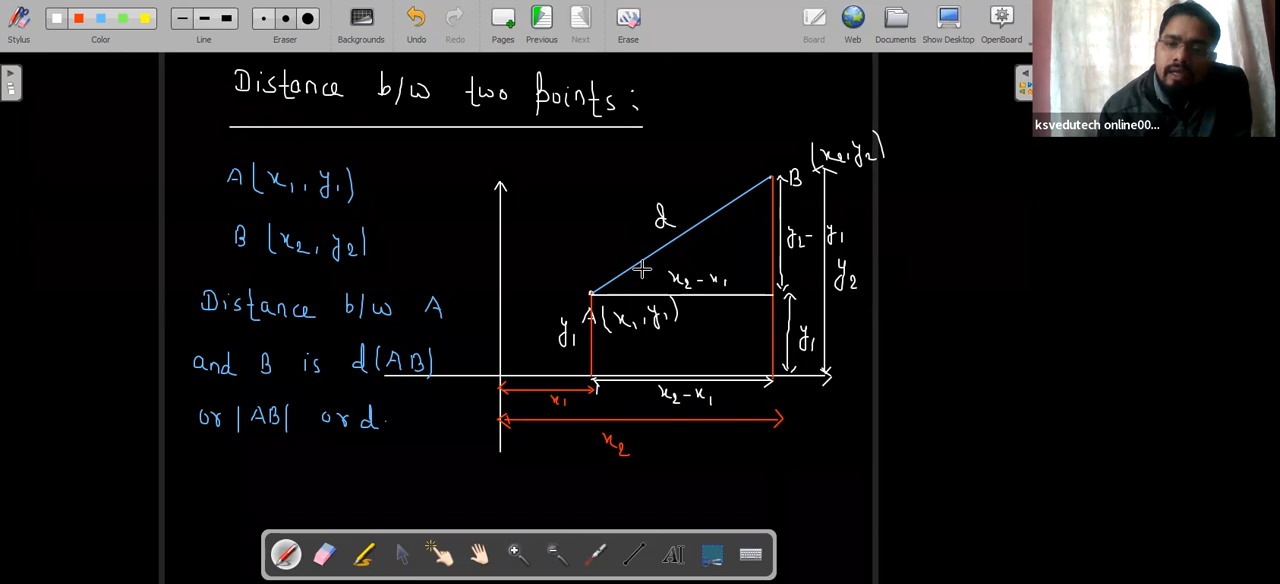 Stylus
Color
Line
Eraser
Backgrounds
Undo
Redo
Pages
Previous
Next
Erase
Board
Web
Documents
Show Desktop
OpenBoard
ksvedutech online00...
Distance b/w two points:
A(x₁, y₁)
B (x₂, y₂)
Distance b/w A
and B is d(AB)
or |AB| or d.
(x₂, y₂)
B
d
y₂-y₁
y₂
x₂-x₁
A(x₁, y₁)
y₁
y₁
x₁
x₂-x₁
x₂
AI